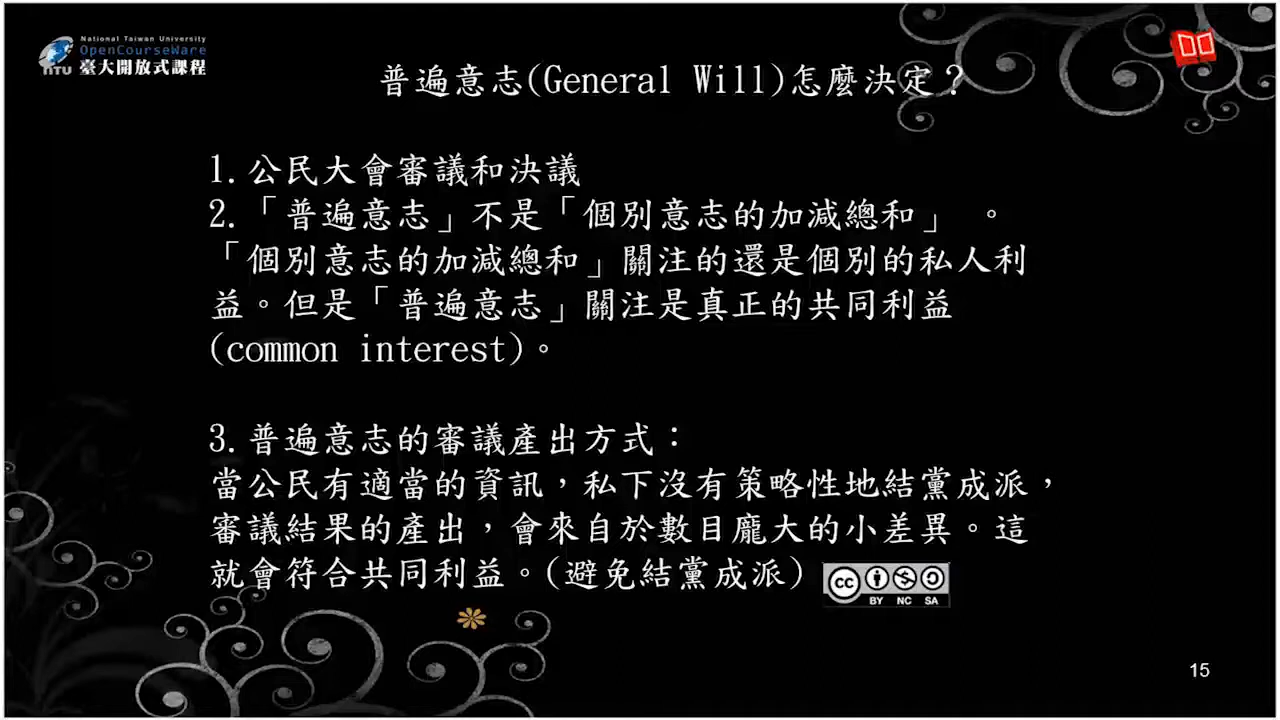 National Taiwan University
OpenCourseWare
NTU 臺大開放式課程
普遍意志(General Will)怎麼決定？
1.公民大會審議和決議
2.「普遍意志」不是「個別意志的加減總和」 。
「個別意志的加減總和」關注的還是個別的私人利
益。但是「普遍意志」關注是真正的共同利益
(common interest)。
3.普遍意志的審議產出方式：
當公民有適當的資訊，私下沒有策略性地結黨成派，
審議結果的產出，會來自於數目龐大的小差異。這
就會符合共同利益。(避免結黨成派)
cc BY NC SA
15